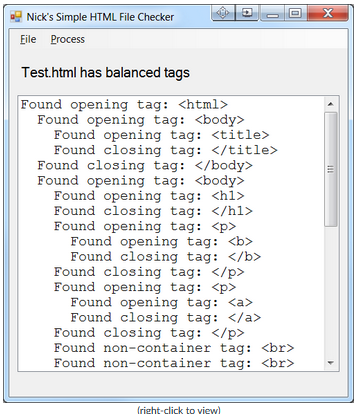 Nick's Simple HTML File Checker
File Process
Test.html has balanced tags
Found opening tag: <html>
Found opening tag: <body>
Found opening tag: <title>
Found closing tag: </title>
Found closing tag: </body>
Found opening tag: <body>
Found opening tag: <h1>
Found closing tag: </h1>
Found opening tag: <p>
Found opening tag: <b>
Found closing tag: </b>
Found closing tag: </p>
Found opening tag: <p>
Found opening tag: <a>
Found closing tag: </a>
Found closing tag: </p>
Found non-container tag: <br>
Found non-container tag: <br>
(right-click to view)